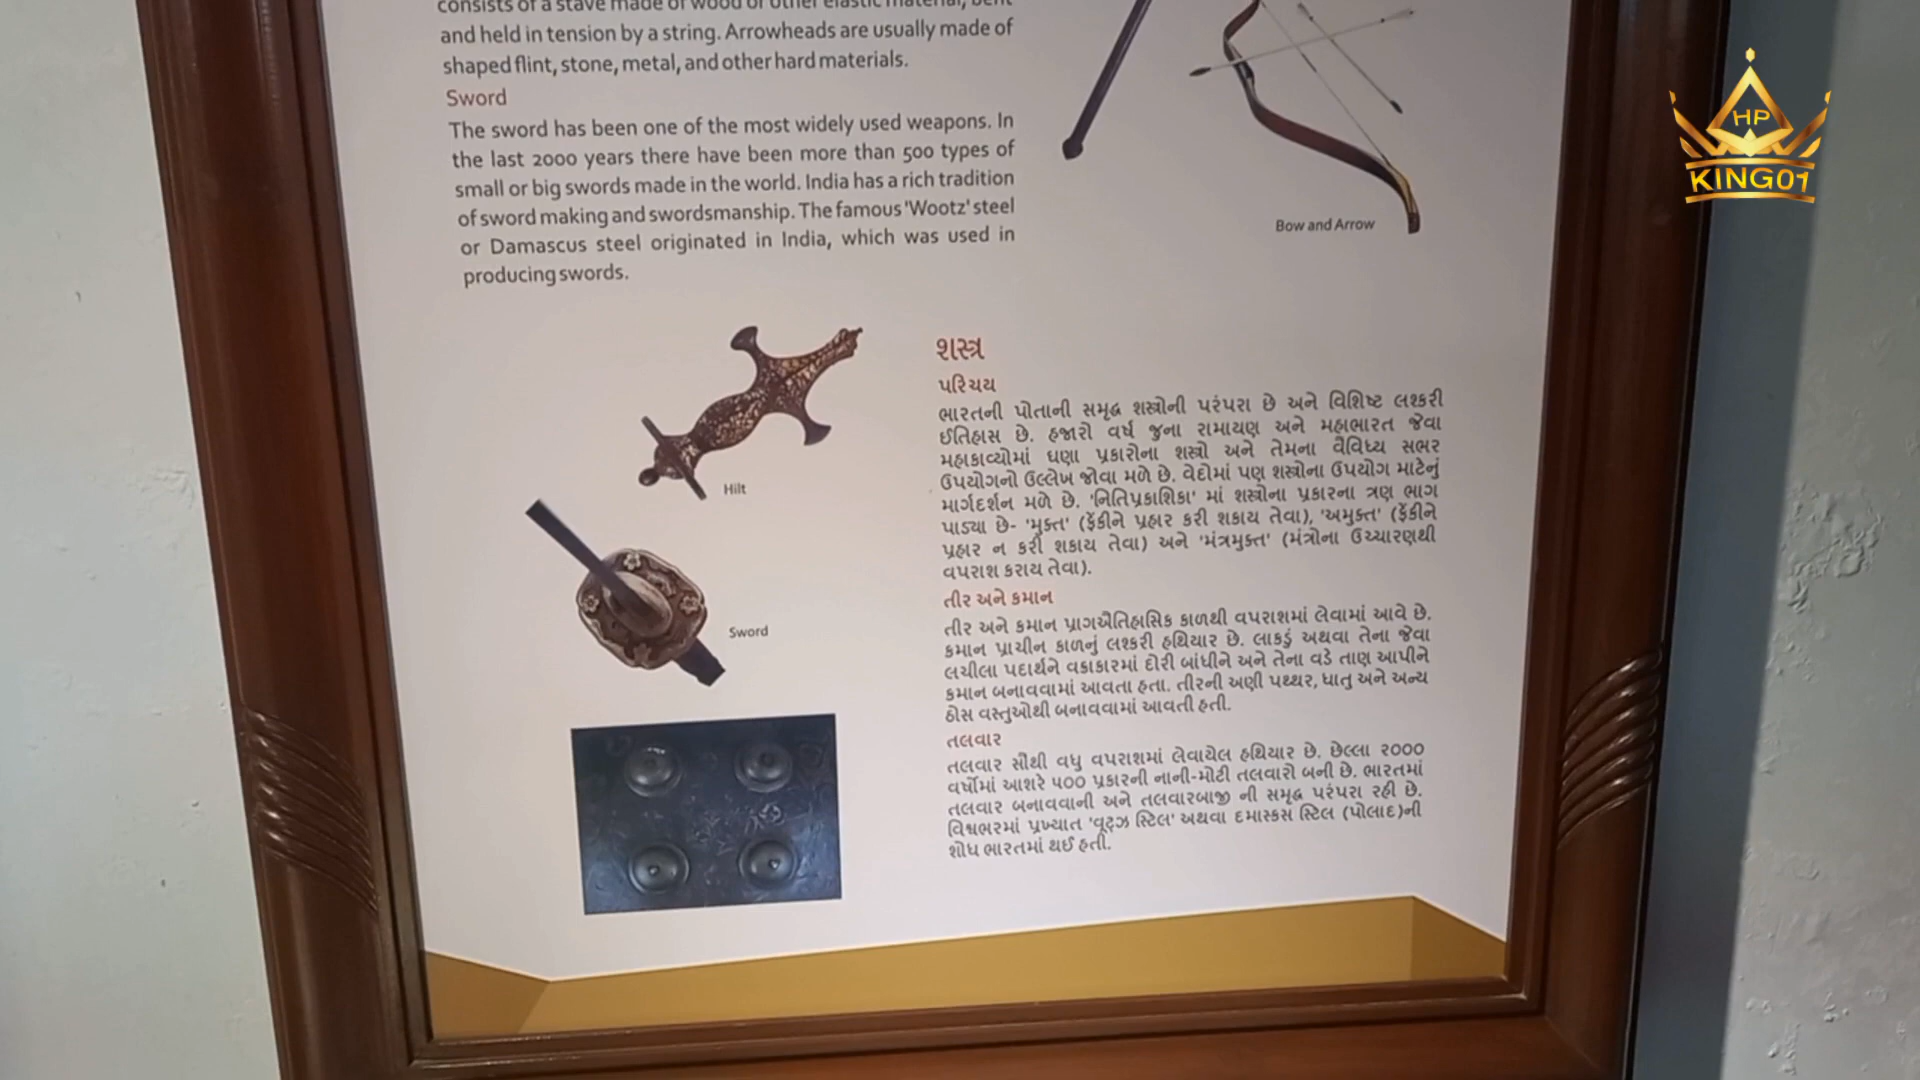 consists of a stave made of wood or other elastic material, bent
and held in tension by a string. Arrowheads are usually made of
shaped flint, stone, metal, and other hard materials.
Sword
The sword has been one of the most widely used weapons. In
the last 2000 years there have been more than 500 types of
small or big swords made in the world. India has a rich tradition
of sword making and swordsmanship. The famous 'Wootz' steel
or Damascus steel originated in India, which was used in
producing swords.
Bow and Arrow
Hilt
Sword
શસ્ત્ર
પરિચય
ભારતની પોતાની સમૃદ્ધ શસ્ત્રોની પરંપરા છે અને વિશિષ્ટ લશ્કરી
ઈતિહાસ છે. હજારો વર્ષ જુના રામાયણ અને મહાભારત જેવા
મહાકાવ્યોમાં ઘણા પ્રકારોના શસ્ત્રો અને તેમના વૈવિધ્ય સભર
ઉપયોગનો ઉલ્લેખ જોવા મળે છે. વેદોમાં પણ શસ્ત્રોના ઉપયોગ માટેનું
માર્ગદર્શન મળે છે. 'નિતિપ્રકાશિકા' માં શસ્ત્રોના પ્રકારના ત્રણ ભાગ
પાડ્યા છે- 'મુક્ત' (ફેંકીને પ્રહાર કરી શકાય તેવા), 'અમુક્ત' (ફેંકીને
પ્રહાર ન કરી શકાય તેવા) અને 'મંત્રમુક્ત' (મંત્રોના ઉચ્ચારણથી
વપરાશ કરાય તેવા).
તીર અને કમાન
તીર અને કમાન પ્રાગઐતિહાસિક કાળથી વપરાશમાં લેવામાં આવે છે.
કમાન પ્રાચીન કાળનું લશ્કરી હથિયાર છે. લાકડું અથવા તેના જેવા
લચીલા પદાર્થને વક્રાકારમાં દોરી બાંધીને અને તેના વડે તાણ આપીને
કમાન બનાવવામાં આવતા હતા. તીરની અણી પથ્થર, ધાતુ અને અન્ય
ઠોસ વસ્તુઓથી બનાવવામાં આવતી હતી.
તલવાર
તલવાર સૌથી વધુ વપરાશમાં લેવાયેલ હથિયાર છે. છેલ્લા ૨૦૦૦
વર્ષોમાં આશરે ૫૦૦ પ્રકારની નાની-મોટી તલવારો બની છે. ભારતમાં
તલવાર બનાવવાની અને તલવારબાજી ની સમૃદ્ધ પરંપરા રહી છે.
વિશ્વભરમાં પ્રખ્યાત 'વૂટ્ઝ સ્ટિલ' અથવા દમાસ્કસ સ્ટિલ (પોલાદ)ની
શોધ ભારતમાં થઈ હતી.
HP
KING01